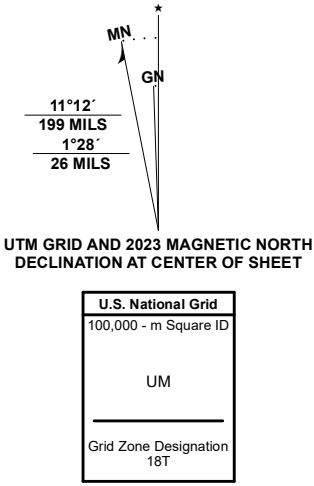 ★
MN
GN
11°12´
199 MILS
1°28´
26 MILS
UTM GRID AND 2023 MAGNETIC NORTH
DECLINATION AT CENTER OF SHEET
U.S. National Grid
100,000 - m Square ID
UM
Grid Zone Designation
18T